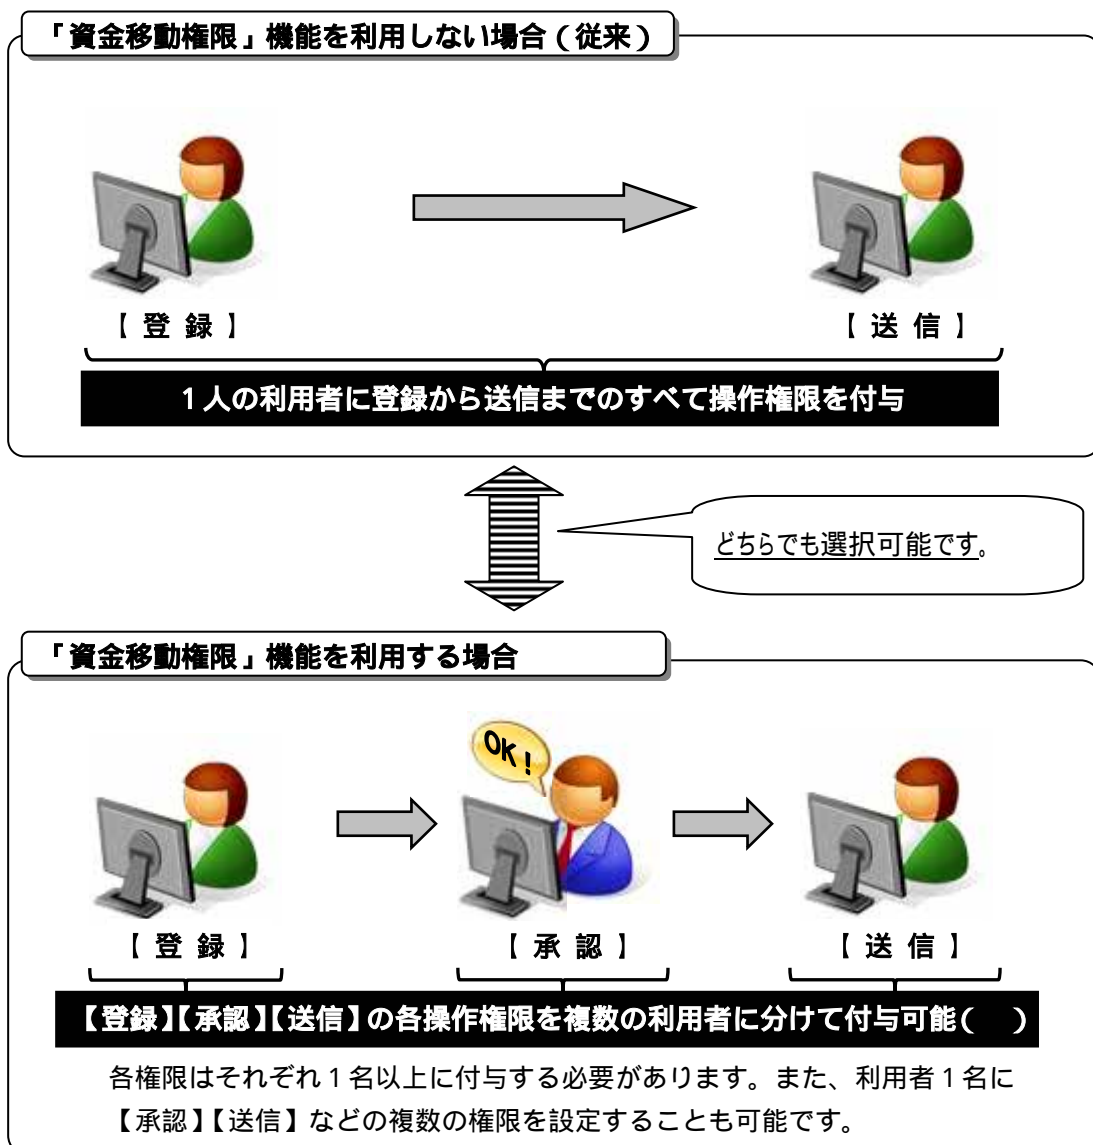 「資金移動権限」機能を利用しない場合(従来)
【登録】
【送信】
1人の利用者に登録から送信までのすべて操作権限を付与
どちらでも選択可能です。
「資金移動権限」機能を利用する場合
OK!
【登録】
【承認】
【送信】
【登録】【承認】【送信】の各操作権限を複数の利用者に分けて付与可能(　)
各権限はそれぞれ1名以上に付与する必要があります。また、利用者1名に
【承認】【送信】などの複数の権限を設定することも可能です。